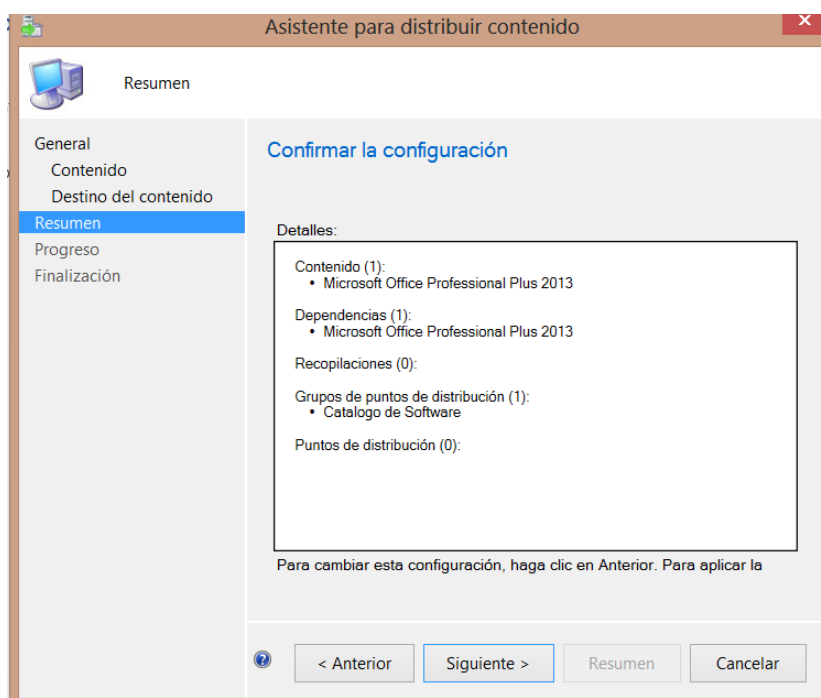 Asistente para distribuir contenido
Resumen
General
Contenido
Destino del contenido
Resumen
Progreso
Finalización
Confirmar la configuración
Detalles:
Contenido (1):
• Microsoft Office Professional Plus 2013
Dependencias (1):
• Microsoft Office Professional Plus 2013
Recopilaciones (0):
Grupos de puntos de distribución (1):
• Catalogo de Software
Puntos de distribución (0):
Para cambiar esta configuración, haga clic en Anterior. Para aplicar la
< Anterior
Siguiente >
Resumen
Cancelar